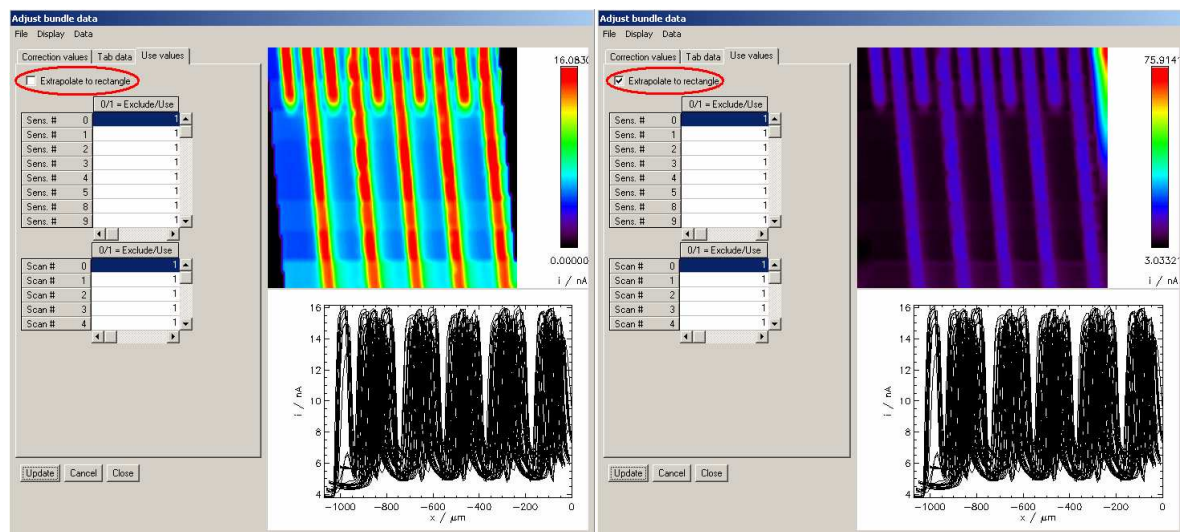 Adjust bundle data
File Display Data
Correction values Tab data Use values
Extrapolate to rectangle
0/1 = Exclude/Use
Sens. # 0 1
Sens. # 1 1
Sens. # 2 1
Sens. # 3 1
Sens. # 4 1
Sens. # 5 1
Sens. # 8 1
Sens. # 9 1
0/1 = Exclude/Use
Scan # 0 1
Scan # 1 1
Scan # 2 1
Scan # 3 1
Scan # 4 1
Update Cancel Close
16.0830
0.00000
i / nA
16
14
12
10
8
6
4
i / nA
-1000 -800 -600 -400 -200 0
x / µm
Adjust bundle data
File Display Data
Correction values Tab data Use values
Extrapolate to rectangle
0/1 = Exclude/Use
Sens. # 0 1
Sens. # 1 1
Sens. # 2 1
Sens. # 3 1
Sens. # 4 1
Sens. # 5 1
Sens. # 8 1
Sens. # 9 1
0/1 = Exclude/Use
Scan # 0 1
Scan # 1 1
Scan # 2 1
Scan # 3 1
Scan # 4 1
Update Cancel Close
75.914
3.0332
i / nA
16
14
12
10
8
6
4
i / nA
-1000 -800 -600 -400 -200 0
x / µm